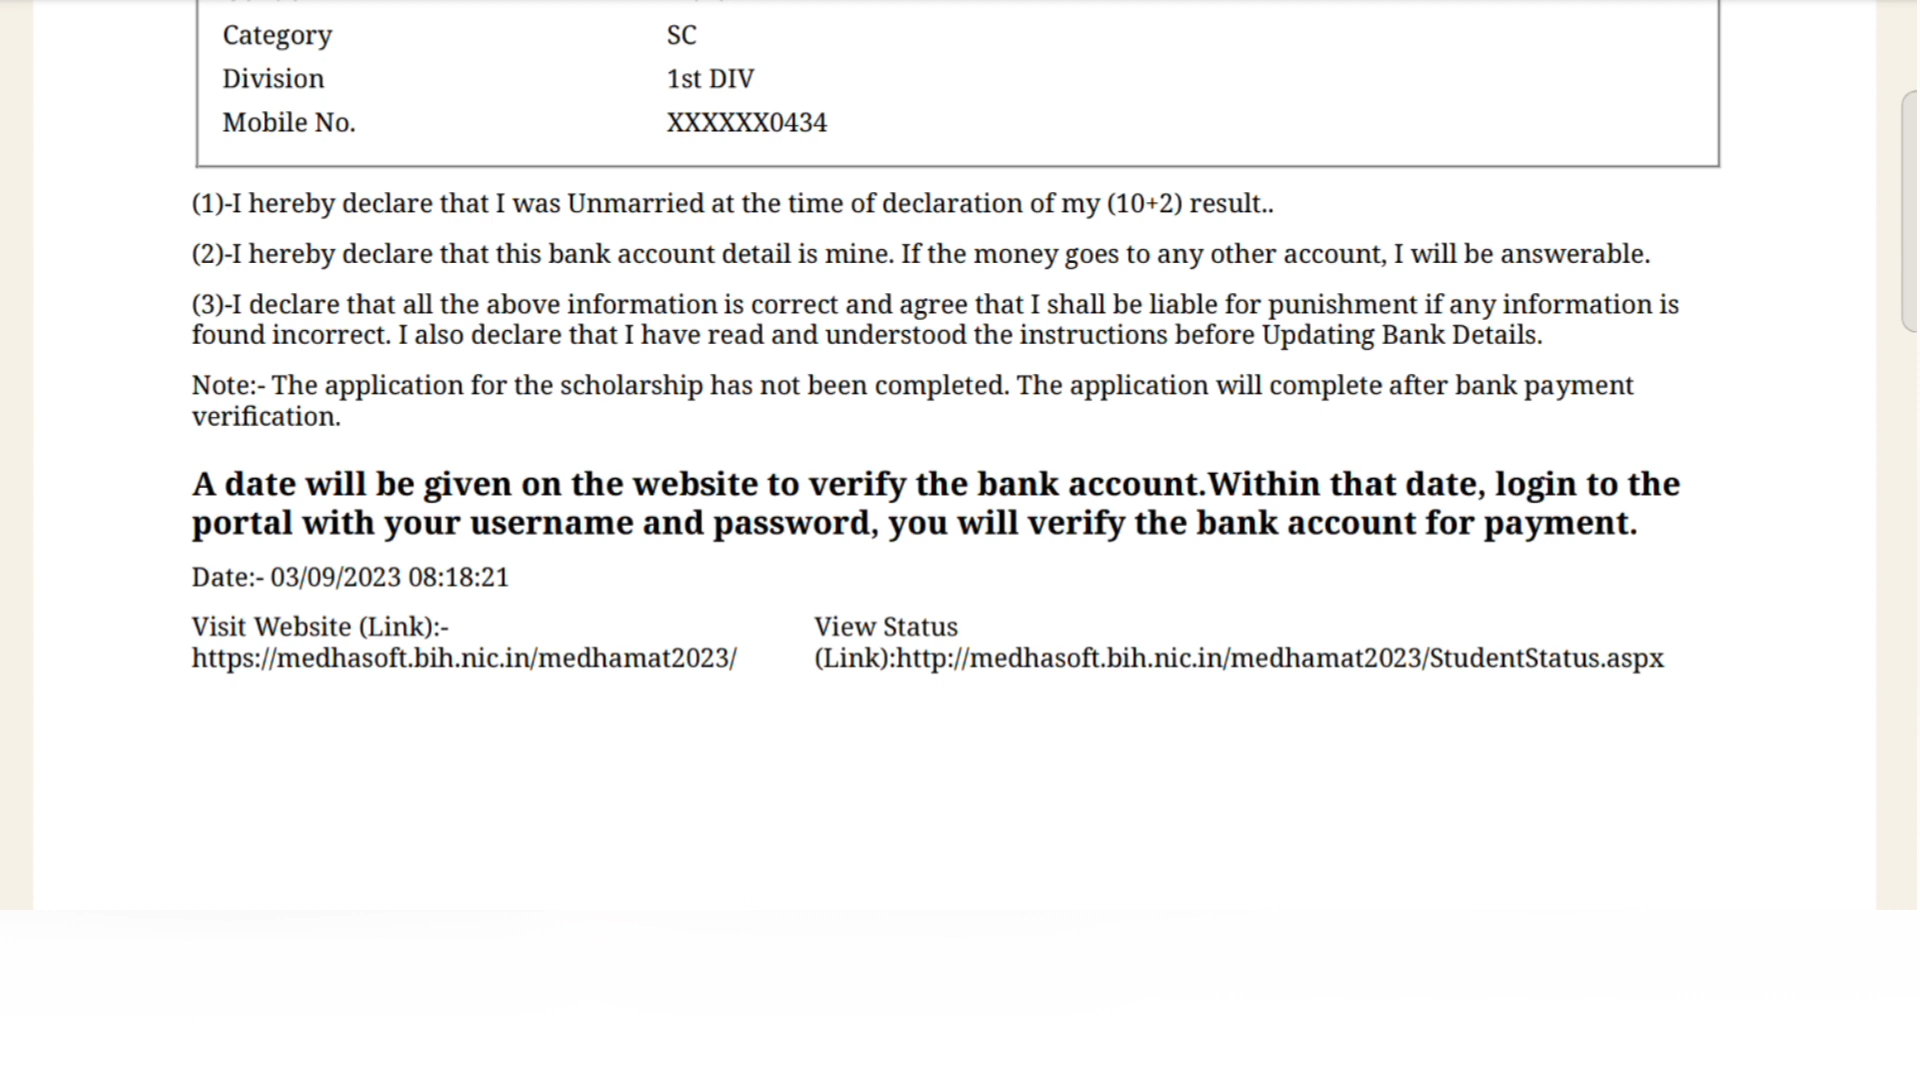 Category SC
Division 1st DIV
Mobile No. XXXXXX0434
(1)-I hereby declare that I was Unmarried at the time of declaration of my (10+2) result..
(2)-I hereby declare that this bank account detail is mine. If the money goes to any other account, I will be answerable.
(3)-I declare that all the above information is correct and agree that I shall be liable for punishment if any information is
found incorrect. I also declare that I have read and understood the instructions before Updating Bank Details.
Note:- The application for the scholarship has not been completed. The application will complete after bank payment
verification.
A date will be given on the website to verify the bank account.Within that date, login to the
portal with your username and password, you will verify the bank account for payment.
Date:- 03/09/2023 08:18:21
Visit Website (Link):-
https://medhasoft.bih.nic.in/medhamat2023/
View Status
(Link):http://medhasoft.bih.nic.in/medhamat2023/StudentStatus.aspx